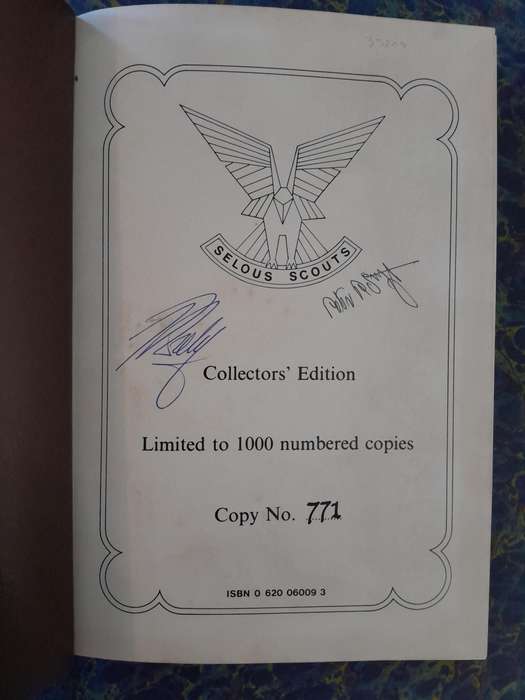 SELOUS SCOUTS
Collectors' Edition
Limited to 1000 numbered copies
Copy No. 771
ISBN 0 620 06009 3